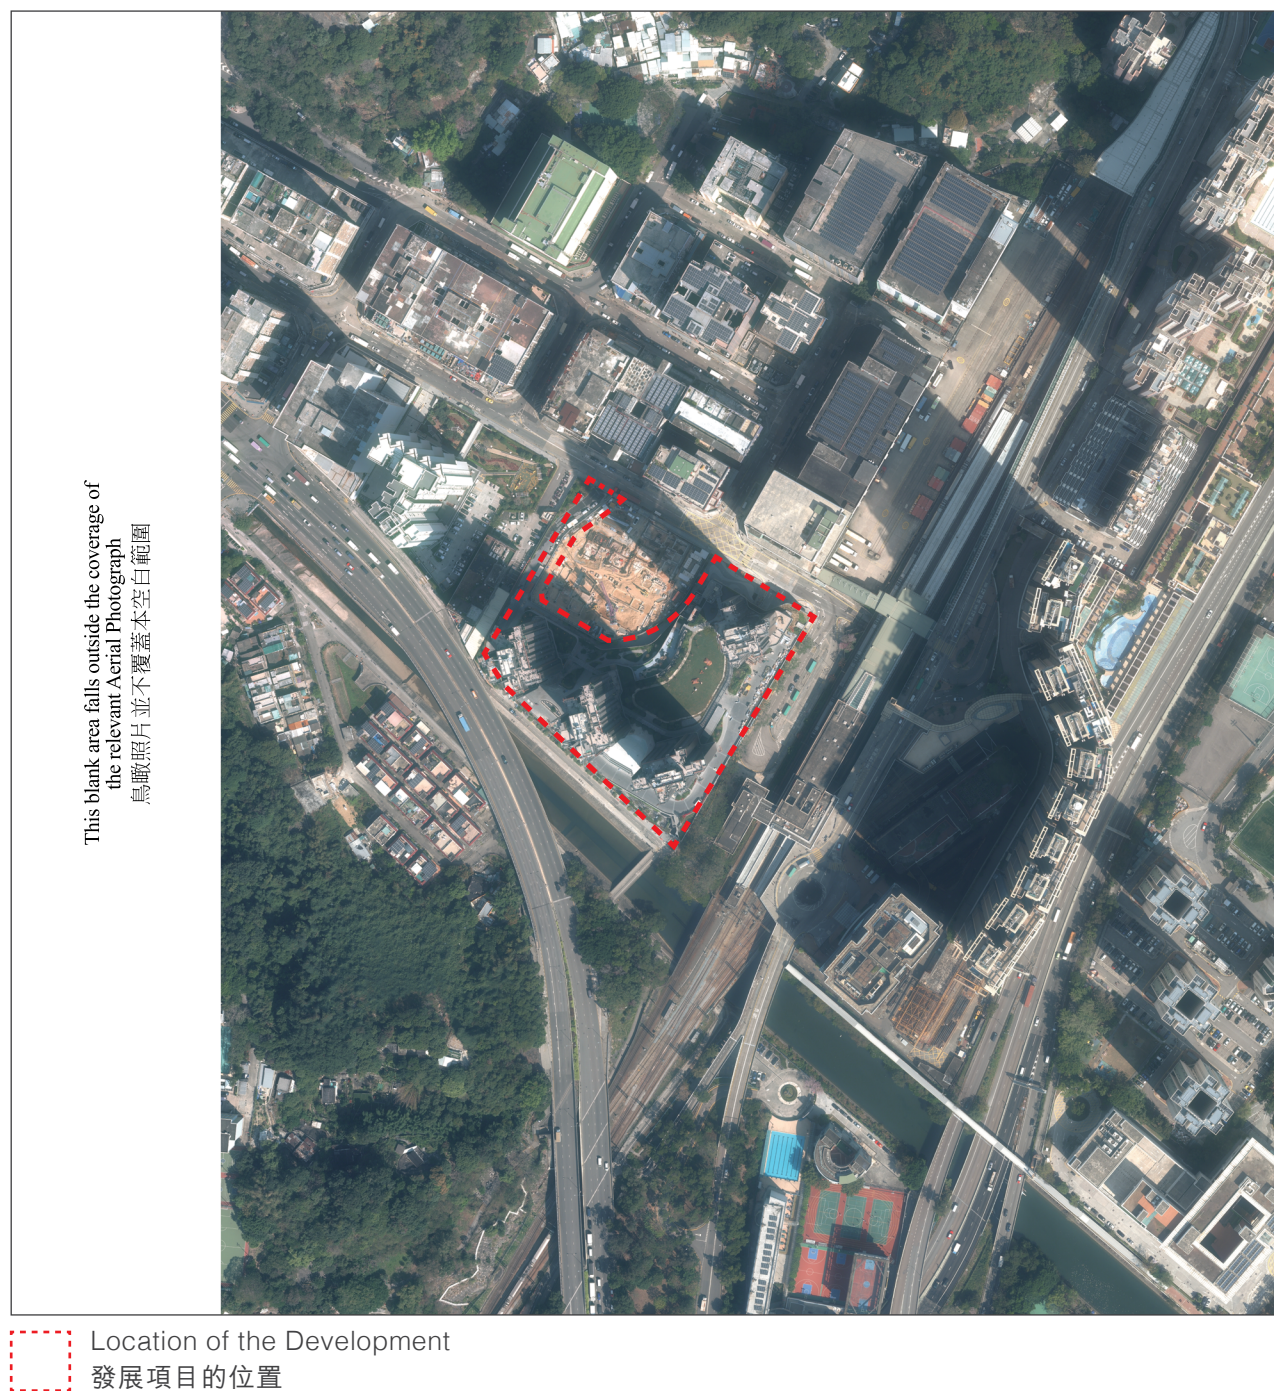 This blank area falls outside the coverage of
the relevant Aerial Photograph
鳥瞰照片並不覆蓋本空白範圍
Location of the Development
發展項目的位置